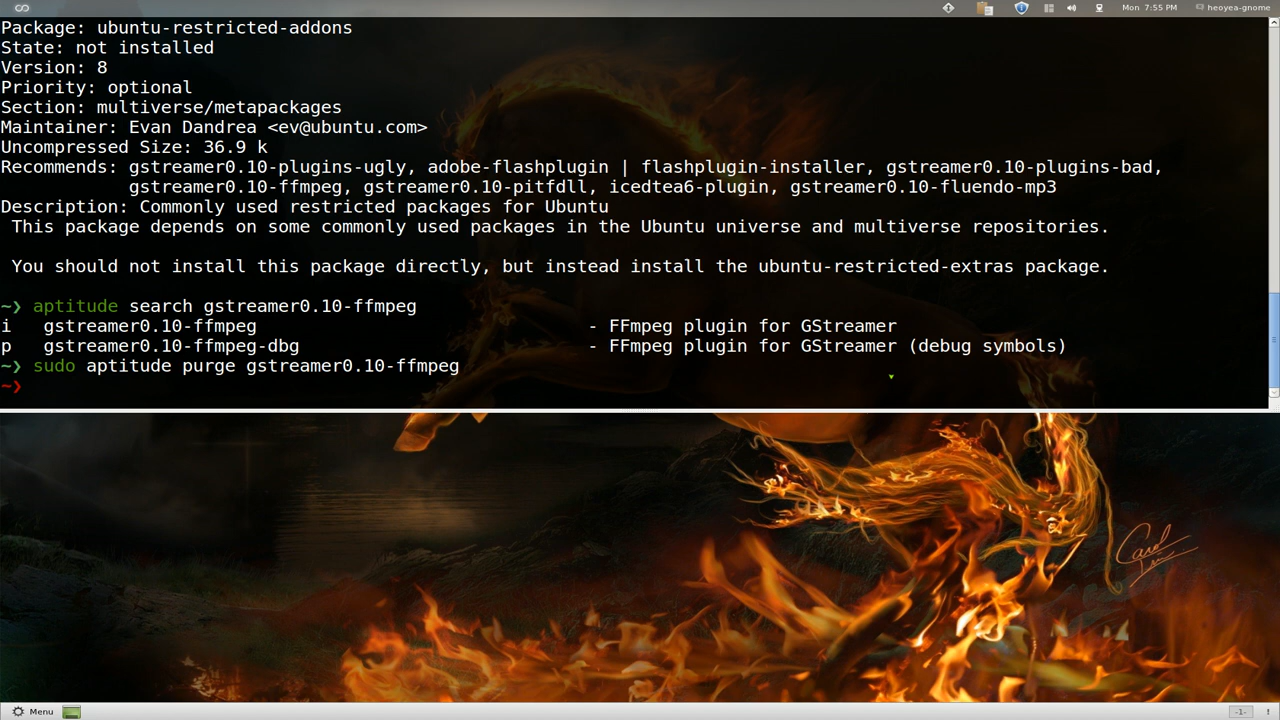 Mon 7:55 PM heoyea-gnome
Package: ubuntu-restricted-addons
State: not installed
Version: 8
Priority: optional
Section: multiverse/metapackages
Maintainer: Evan Dandrea <ev@ubuntu.com>
Uncompressed Size: 36.9 k
Recommends: gstreamer0.10-plugins-ugly, adobe-flashplugin | flashplugin-installer, gstreamer0.10-plugins-bad,
gstreamer0.10-ffmpeg, gstreamer0.10-pitfdll, icedtea6-plugin, gstreamer0.10-fluendo-mp3
Description: Commonly used restricted packages for Ubuntu
This package depends on some commonly used packages in the Ubuntu universe and multiverse repositories.
You should not install this package directly, but instead install the ubuntu-restricted-extras package.
~❯ aptitude search gstreamer0.10-ffmpeg
i gstreamer0.10-ffmpeg - FFmpeg plugin for GStreamer
p gstreamer0.10-ffmpeg-dbg - FFmpeg plugin for GStreamer (debug symbols)
~❯ sudo aptitude purge gstreamer0.10-ffmpeg
~❯
Carol
Menu -1-